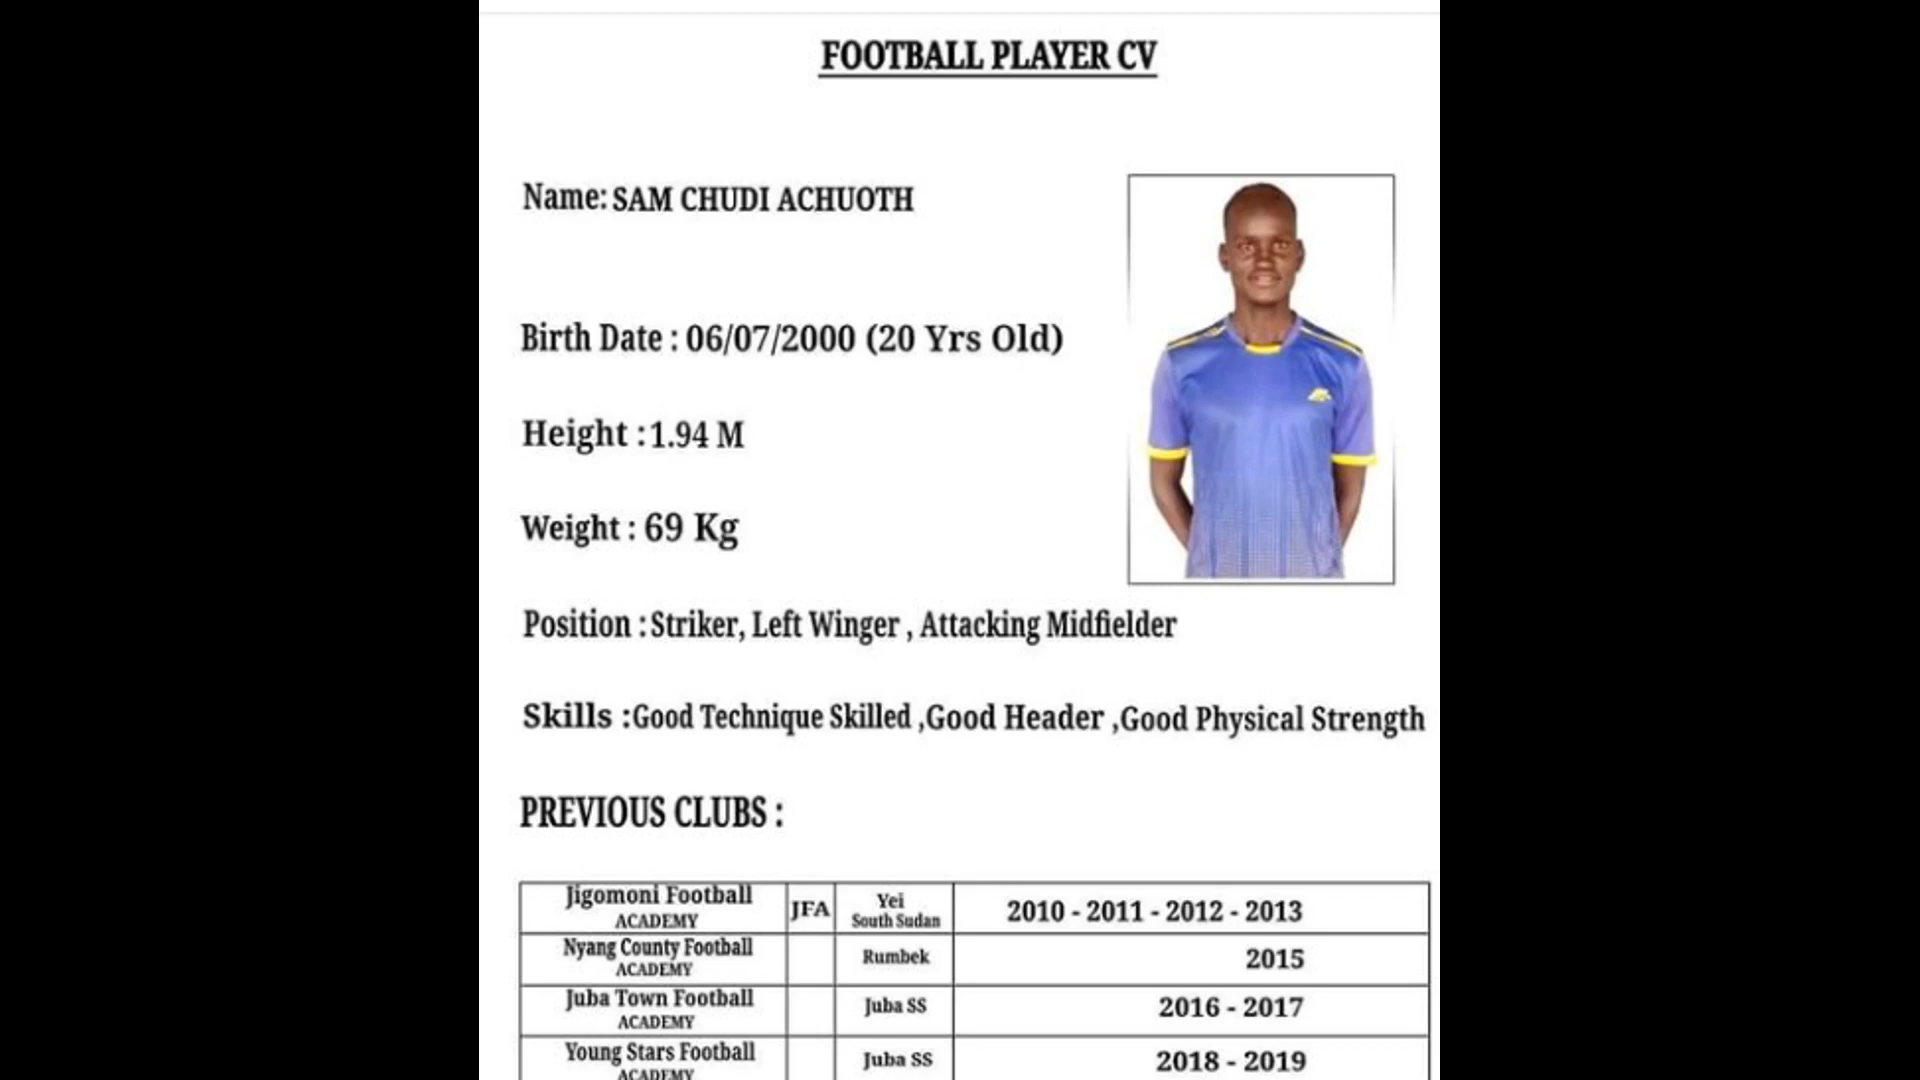 FOOTBALL PLAYER CV
Name: SAM CHUDI ACHUOTH
Birth Date : 06/07/2000 (20 Yrs Old)
Height : 1.94 M
Weight : 69 Kg
Position : Striker, Left Winger , Attacking Midfielder
Skills :Good Technique Skilled ,Good Header ,Good Physical Strength
PREVIOUS CLUBS :
Jigomoni Football
ACADEMY
JFA
Yei
South Sudan
2010 - 2011 - 2012 - 2013
Nyang County Football
ACADEMY
Rumbek
2015
Juba Town Football
ACADEMY
Juba SS
2016 - 2017
Young Stars Football
ACADEMY
Juba SS
2018 - 2019